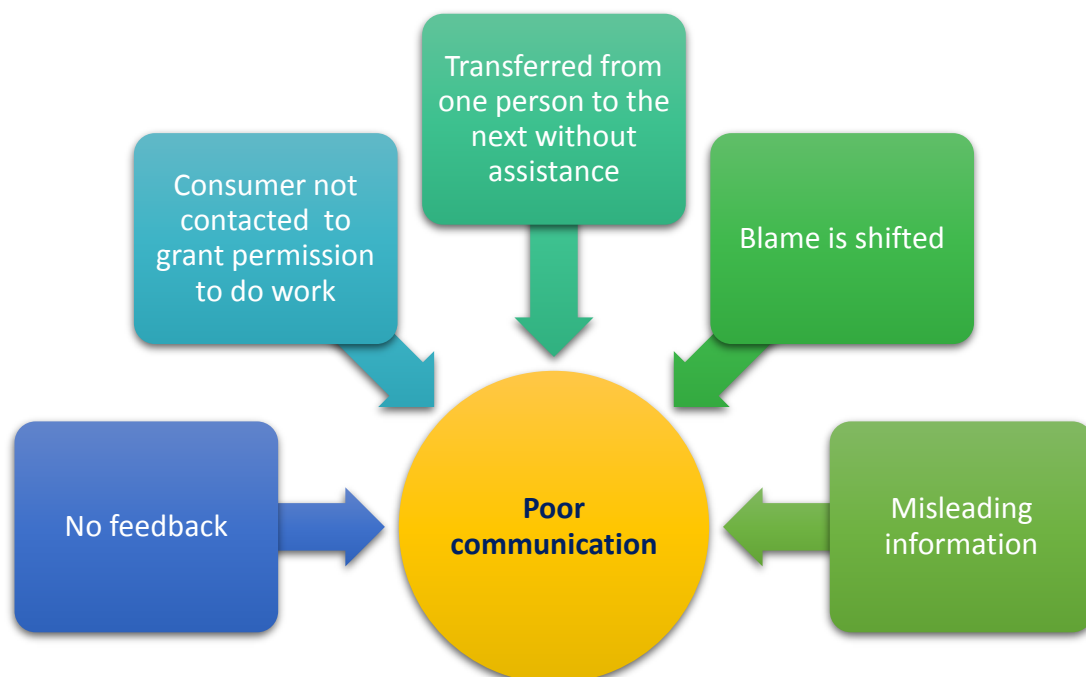 Transferred from
one person to the
next without
assistance
Consumer not
contacted  to
grant permission
to do work
Blame is shifted
No feedback
Poor
communication
Misleading
information